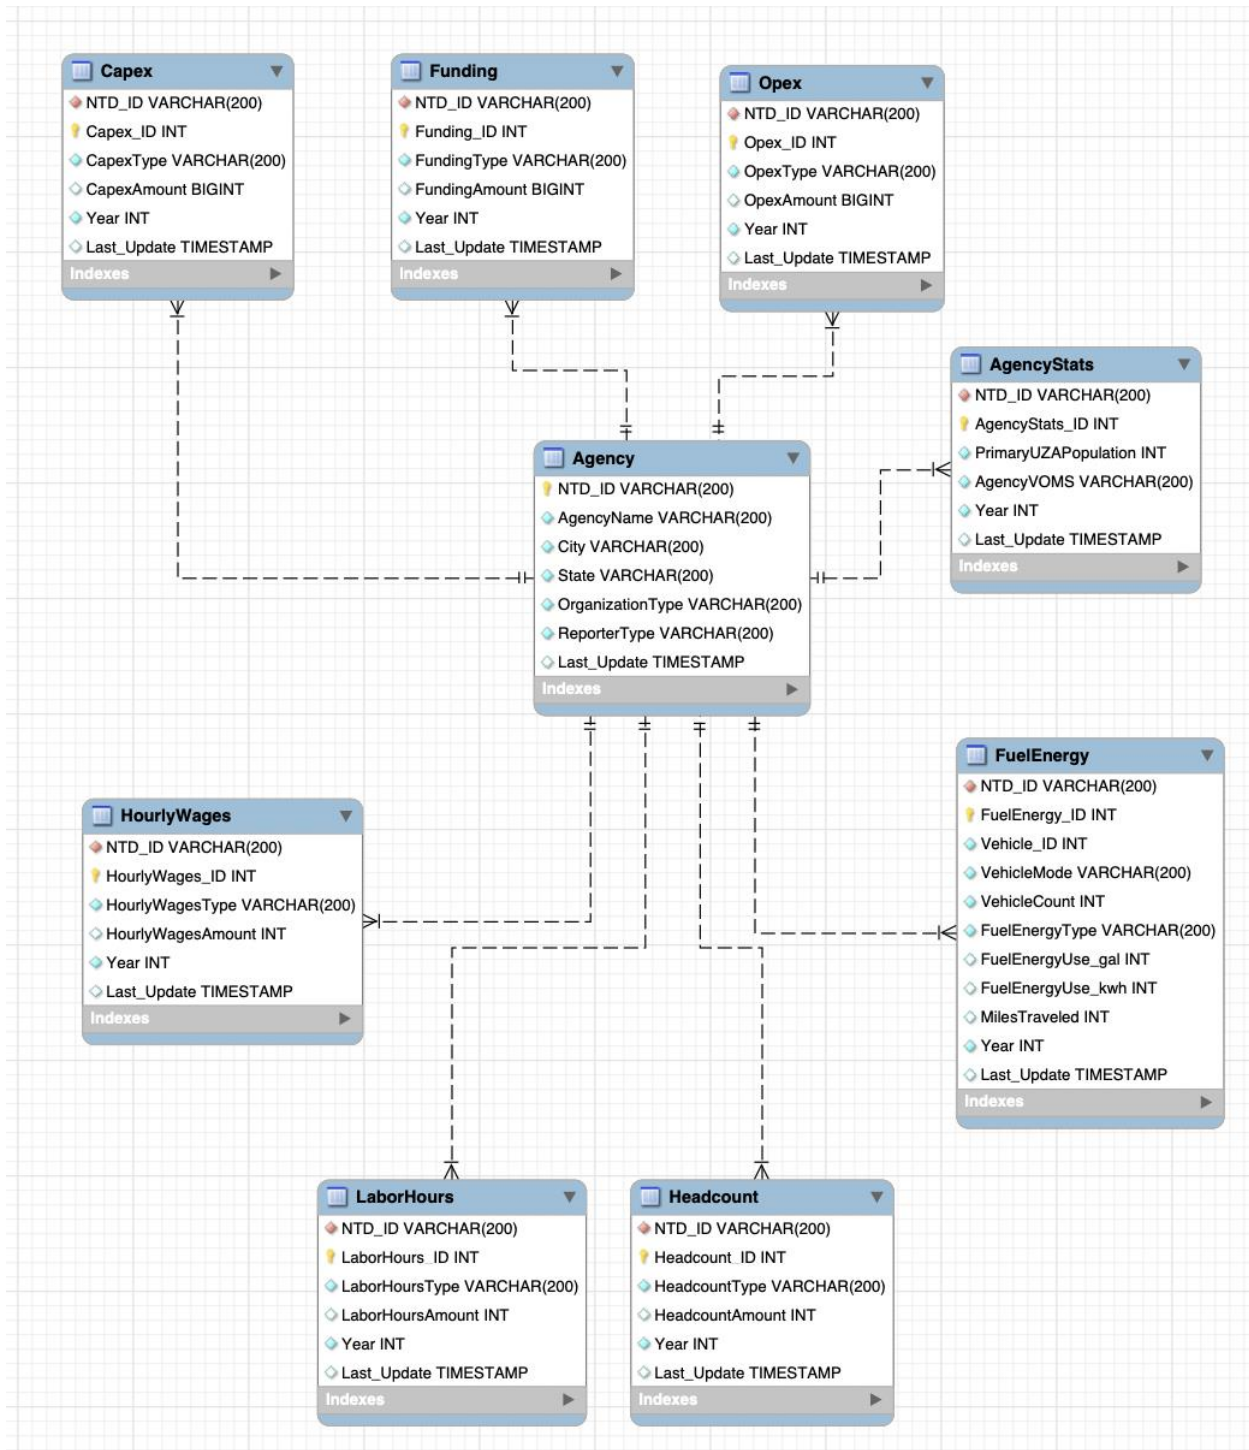 Capex
NTD_ID VARCHAR(200)
Capex_ID INT
CapexType VARCHAR(200)
CapexAmount BIGINT
Year INT
Last_Update TIMESTAMP
Indexes
Funding
NTD_ID VARCHAR(200)
Funding_ID INT
FundingType VARCHAR(200)
FundingAmount BIGINT
Year INT
Last_Update TIMESTAMP
Indexes
Opex
NTD_ID VARCHAR(200)
Opex_ID INT
OpexType VARCHAR(200)
OpexAmount BIGINT
Year INT
Last_Update TIMESTAMP
Indexes
AgencyStats
NTD_ID VARCHAR(200)
AgencyStats_ID INT
PrimaryUZAPopulation INT
AgencyVOMS VARCHAR(200)
Year INT
Last_Update TIMESTAMP
Indexes
Agency
NTD_ID VARCHAR(200)
AgencyName VARCHAR(200)
City VARCHAR(200)
State VARCHAR(200)
OrganizationType VARCHAR(200)
ReporterType VARCHAR(200)
Last_Update TIMESTAMP
Indexes
HourlyWages
NTD_ID VARCHAR(200)
HourlyWages_ID INT
HourlyWagesType VARCHAR(200)
HourlyWagesAmount INT
Year INT
Last_Update TIMESTAMP
Indexes
FuelEnergy
NTD_ID VARCHAR(200)
FuelEnergy_ID INT
Vehicle_ID INT
VehicleMode VARCHAR(200)
VehicleCount INT
FuelEnergyType VARCHAR(200)
FuelEnergyUse_gal INT
FuelEnergyUse_kwh INT
MilesTraveled INT
Year INT
Last_Update TIMESTAMP
Indexes
LaborHours
NTD_ID VARCHAR(200)
LaborHours_ID INT
LaborHoursType VARCHAR(200)
LaborHoursAmount INT
Year INT
Last_Update TIMESTAMP
Indexes
Headcount
NTD_ID VARCHAR(200)
Headcount_ID INT
HeadcountType VARCHAR(200)
HeadcountAmount INT
Year INT
Last_Update TIMESTAMP
Indexes